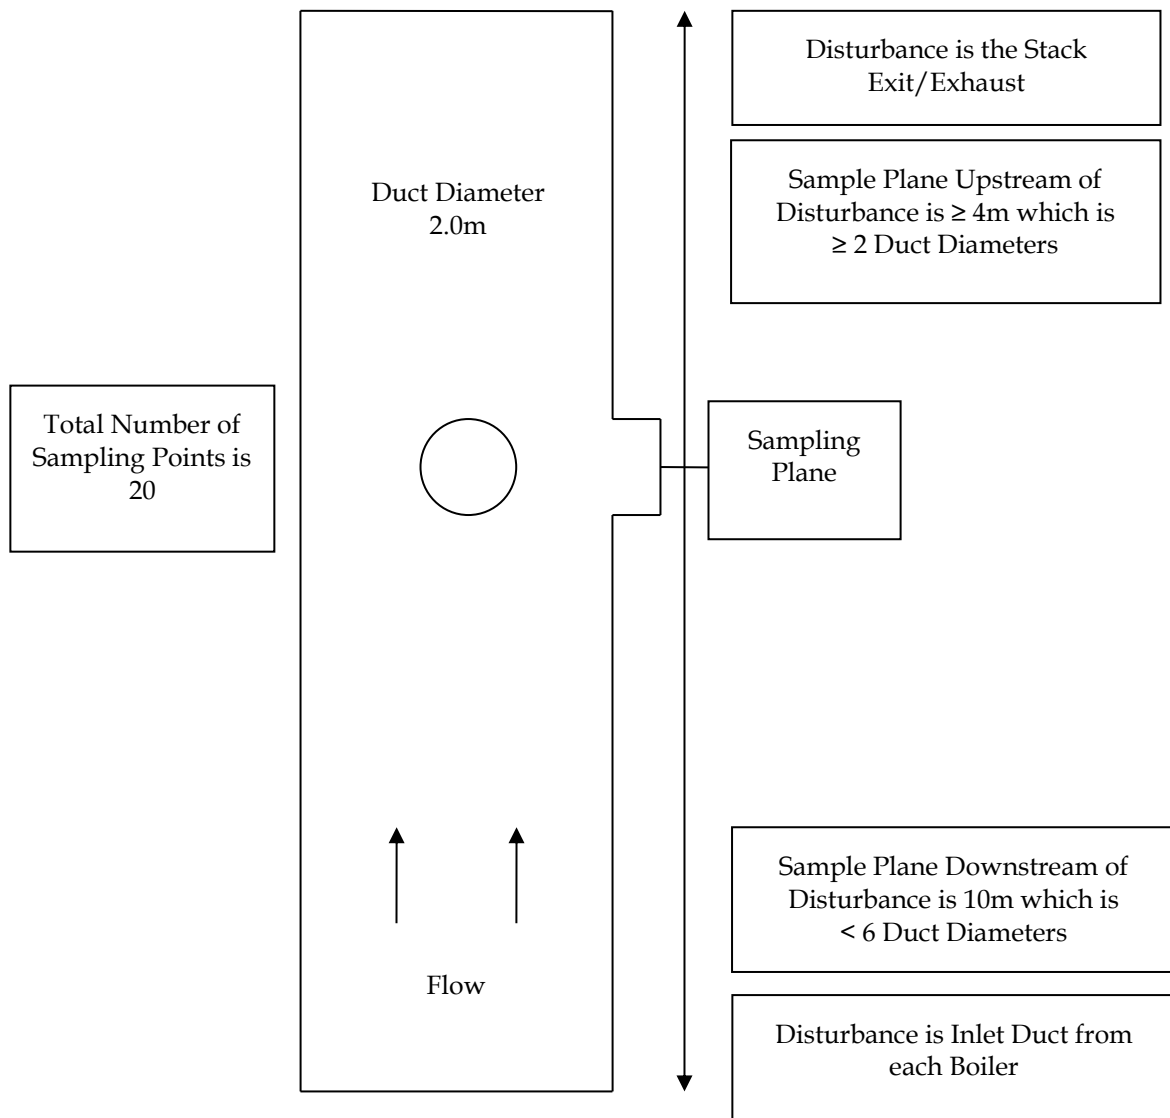 Disturbance is the Stack
Exit/Exhaust
Duct Diameter
2.0m
Sample Plane Upstream of
Disturbance is ≥ 4m which is
≥ 2 Duct Diameters
Total Number of
Sampling Points is
20
Sampling
Plane
Sample Plane Downstream of
Disturbance is 10m which is
< 6 Duct Diameters
Flow
Disturbance is Inlet Duct from
each Boiler